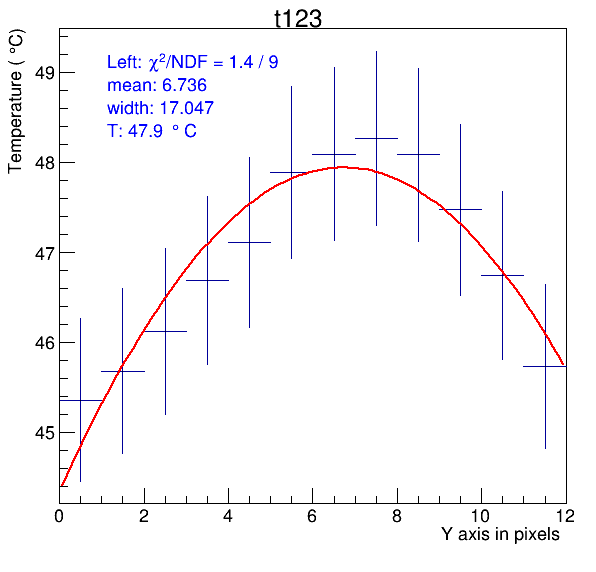 t123
Temperature ( °C)
Left: χ²/NDF = 1.4 / 9
mean: 6.736
width: 17.047
T: 47.9 ° C
49
48
47
46
45
0 2 4 6 8 10 12
Y axis in pixels